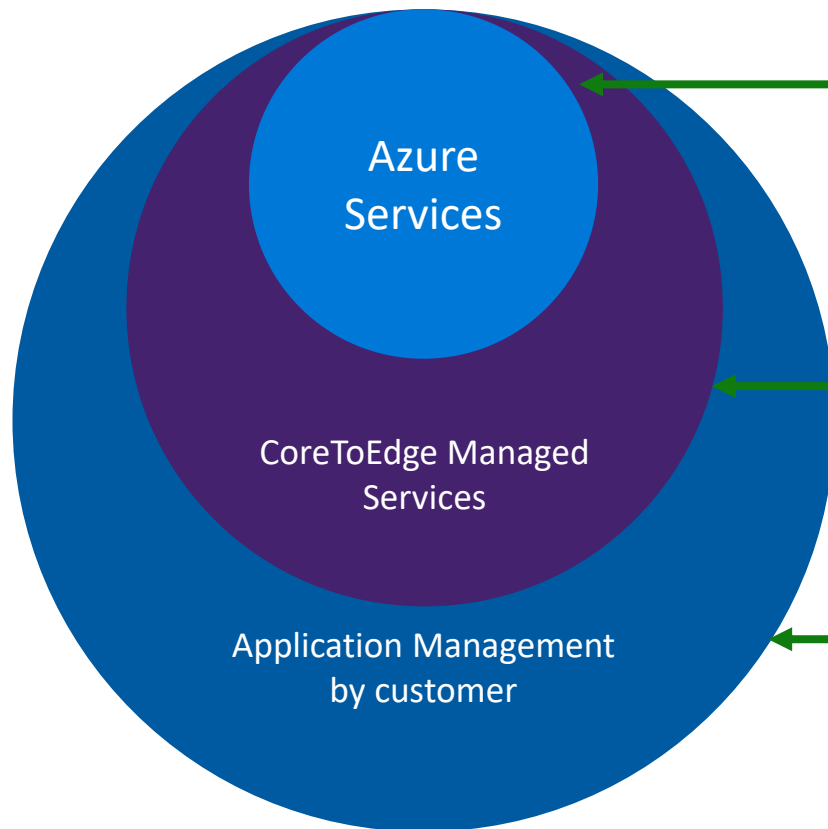 Azure
Services
CoreToEdge Managed
Services
Application Management
by customer